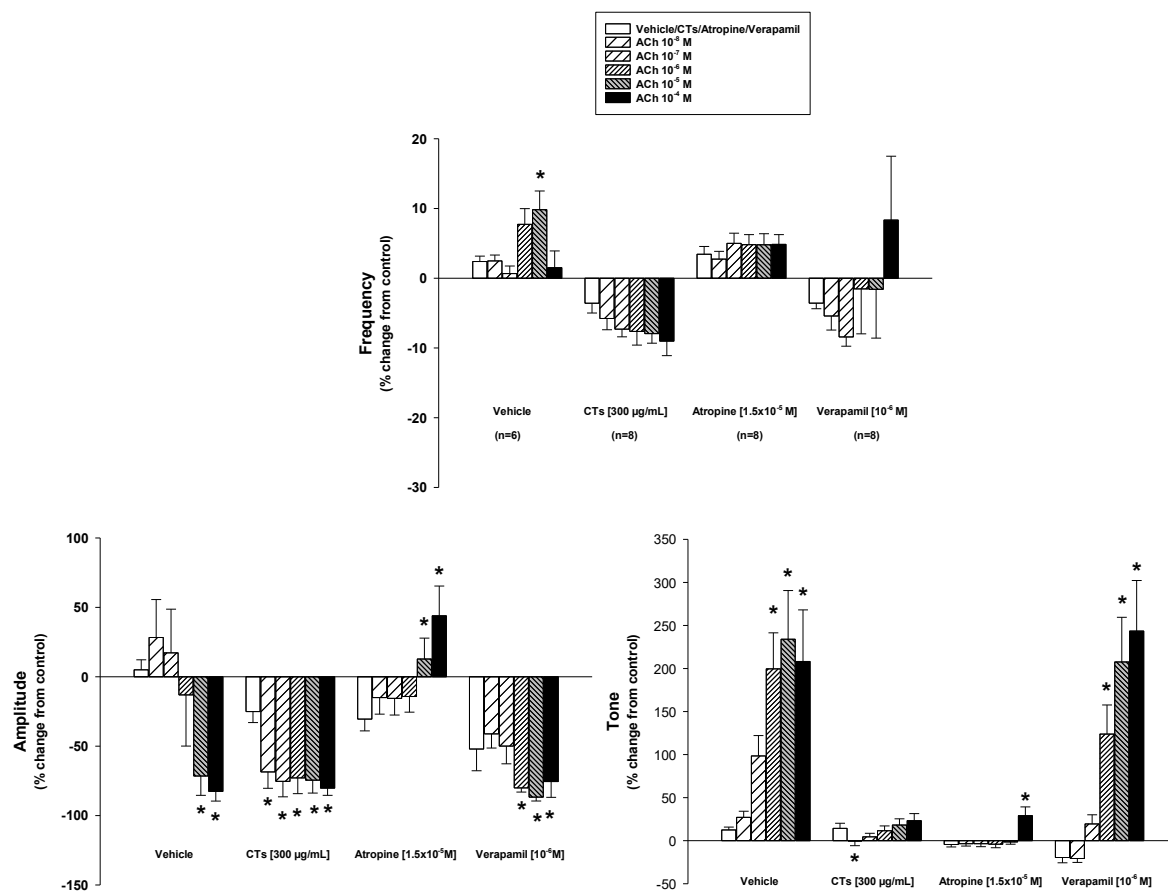 Vehicle/CTs/Atropine/Verapamil
ACh 10⁻⁸ M
ACh 10⁻⁷ M
ACh 10⁻⁶ M
ACh 10⁻⁵ M
ACh 10⁻⁴ M
Frequency
(% change from control)
20
10
0
-10
-20
-30
*
Vehicle
CTs [300 µg/mL]
Atropine [1.5x10⁻⁵ M]
Verapamil [10⁻⁶ M]
(n=6)
(n=8)
(n=8)
(n=8)
Amplitude
(% change from control)
100
50
0
-50
-100
-150
* *
* * * * *
* *
* * *
Vehicle
CTs [300 µg/mL]
Atropine [1.5x10⁻⁵M]
Verapamil [10⁻⁶M]
Tone
(% change from control)
350
300
250
200
150
100
50
0
-50
* * *
*
*
* * *
Vehicle
CTs [300 µg/mL]
Atropine [1.5x10⁻⁵ M]
Verapamil [10⁻⁶ M]